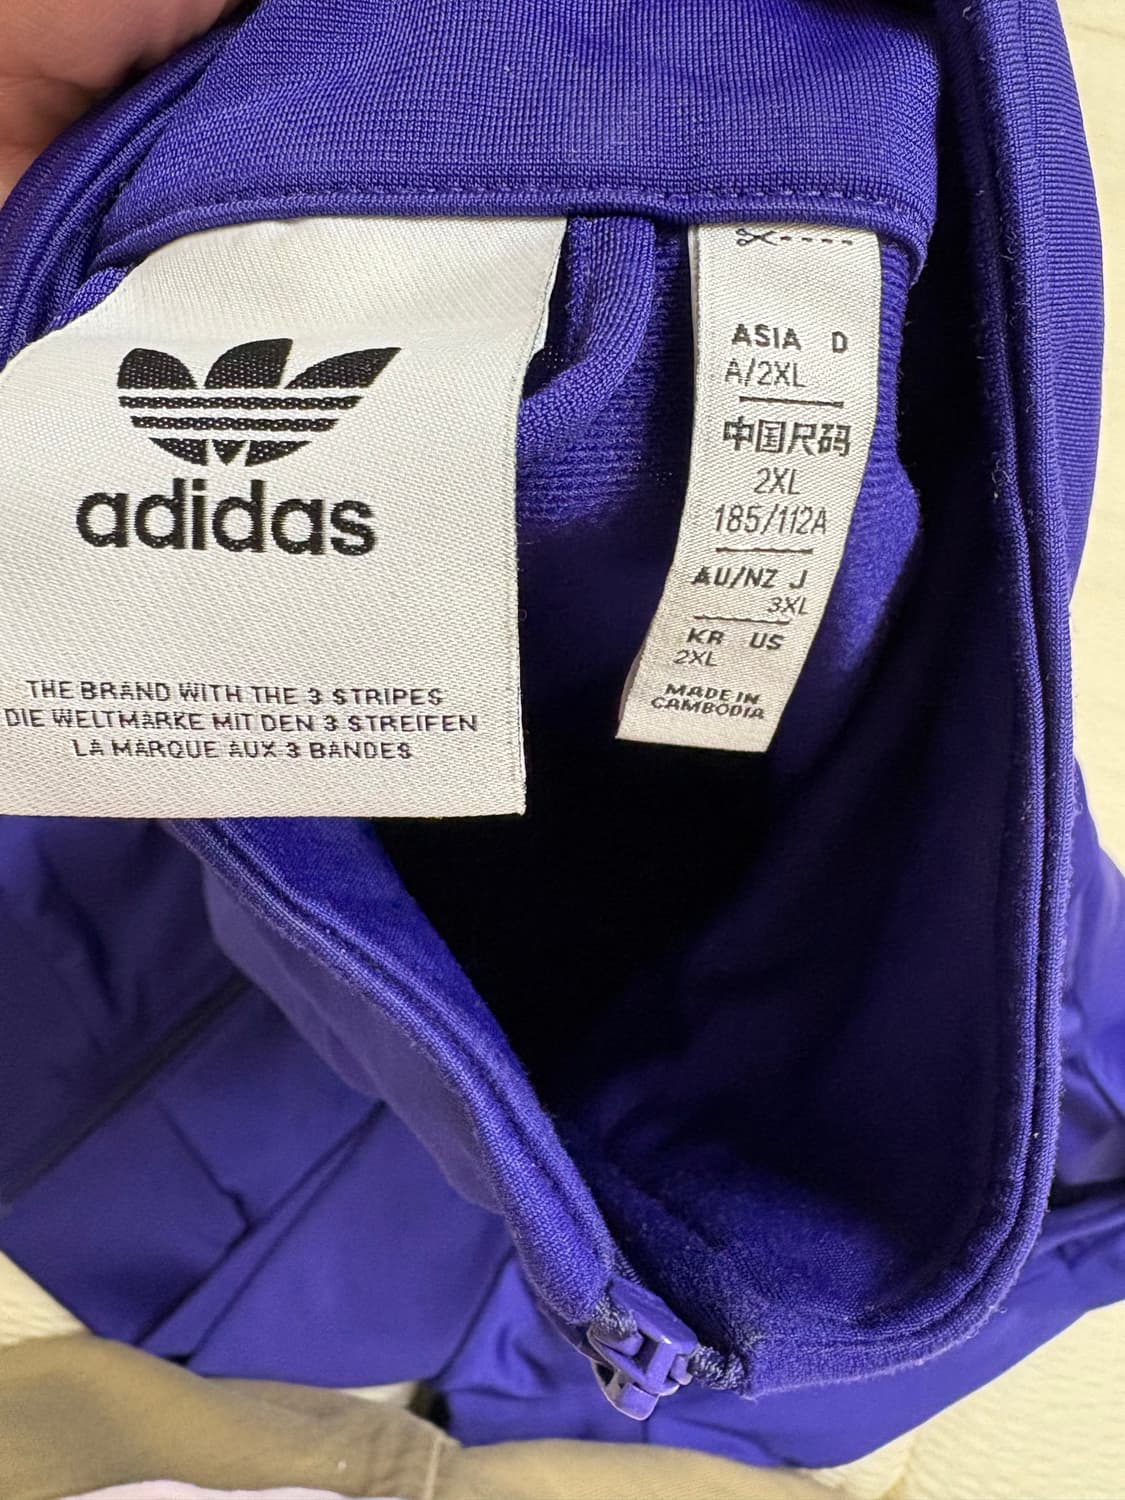 adidas
THE BRAND WITH THE 3 STRIPES
DIE WELTMARKE MIT DEN 3 STREIFEN
LA MARQUE AUX 3 BANDES
ASIA D
A/2XL
中国尺码
2XL
185/112A
AU/NZ J
3XL
KR US
2XL
MADE IN
CAMBODIA